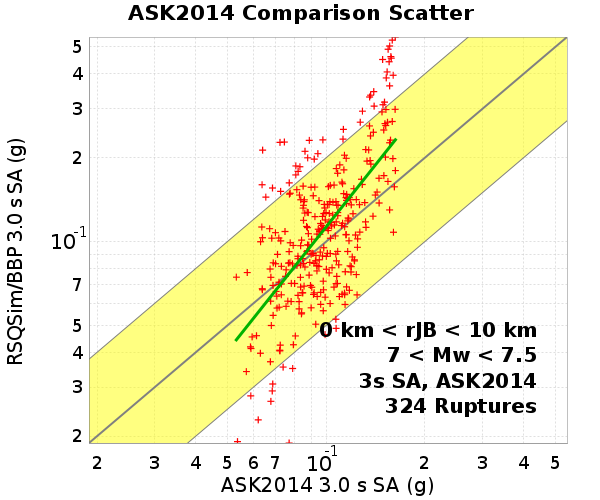 ASK2014 Comparison Scatter
RSQSim/BBP 3.0 s SA (g)
5
4
3
2
10-1
7
5
4
3
2
0 km < rJB < 10 km
7 < Mw < 7.5
3s SA, ASK2014
324 Ruptures
2 3 4 5 6 7 10-1 2 3 4 5
ASK2014 3.0 s SA (g)